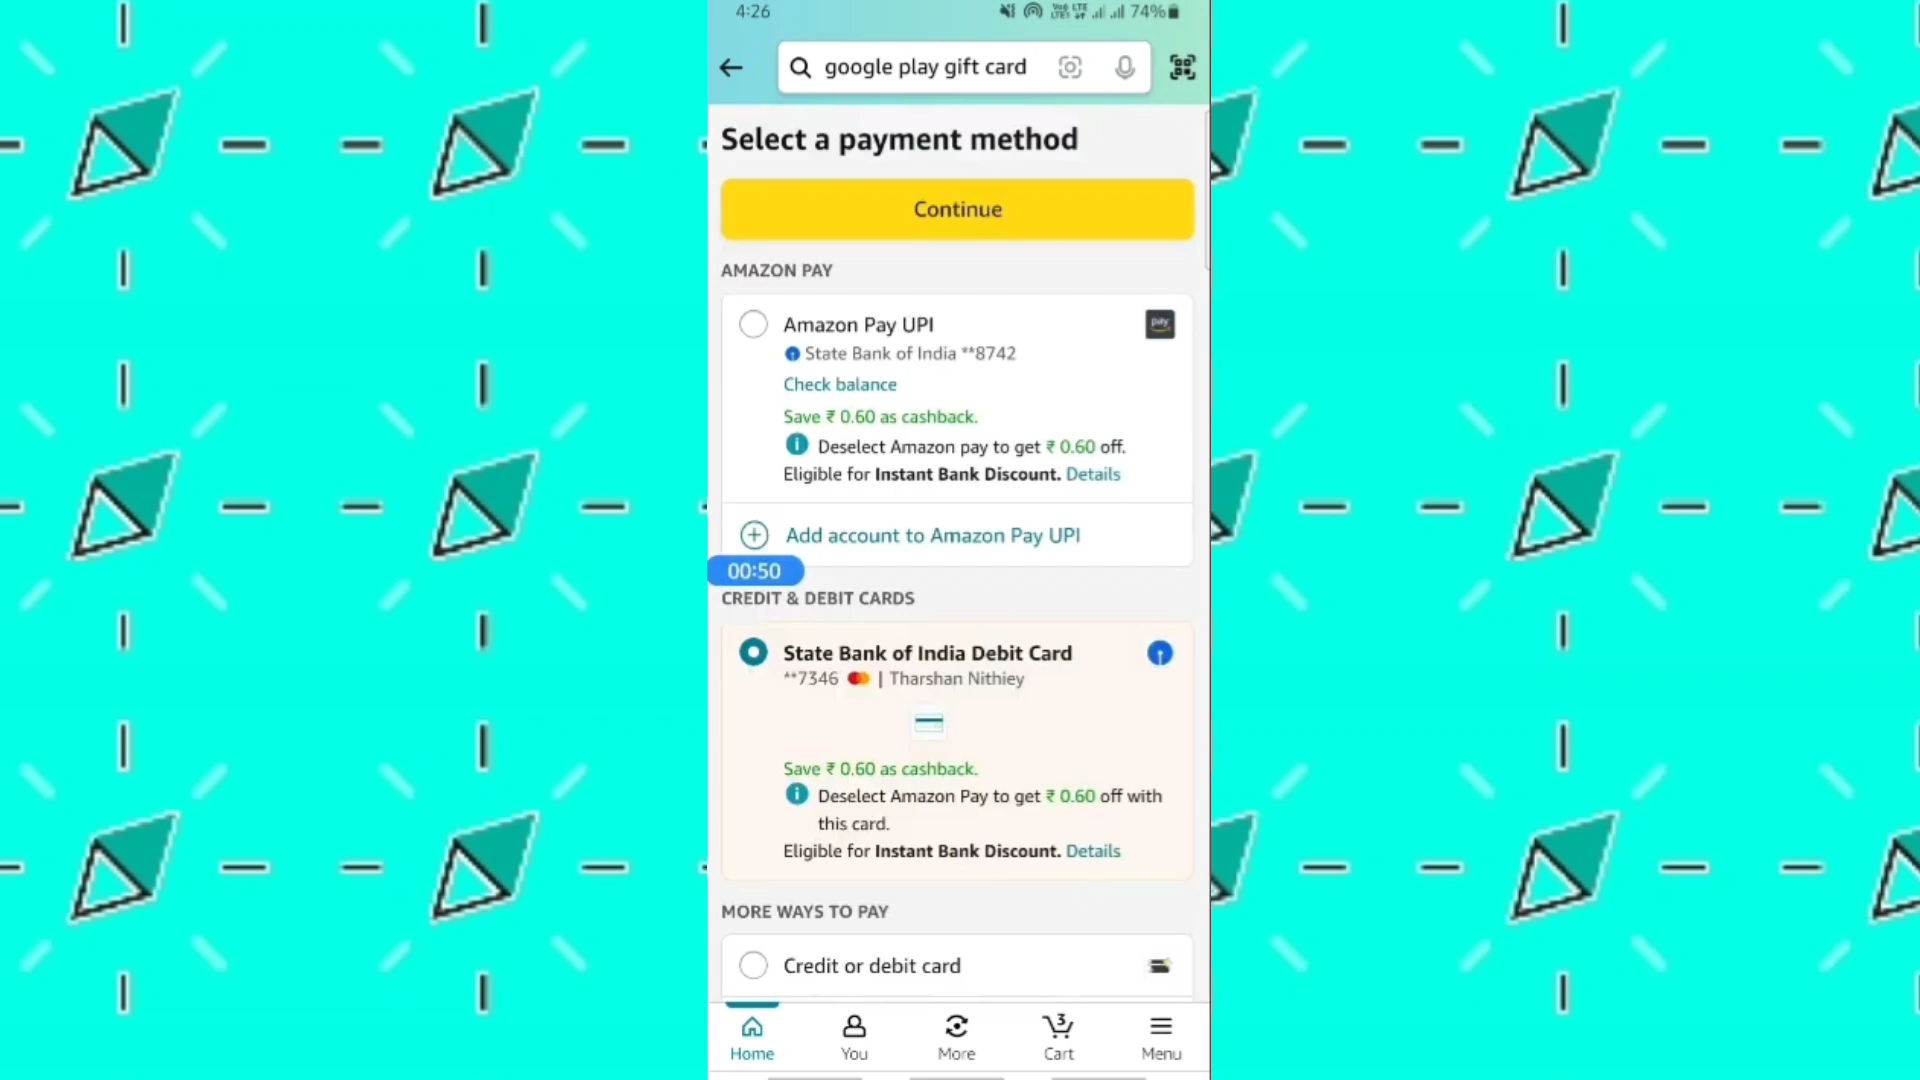 4:26
74%
google play gift card
Select a payment method
Continue
AMAZON PAY
Amazon Pay UPI
pay
State Bank of India **8742
Check balance
Save ₹ 0.60 as cashback.
Deselect Amazon pay to get ₹ 0.60 off.
Eligible for Instant Bank Discount. Details
Add account to Amazon Pay UPI
00:50
CREDIT & DEBIT CARDS
State Bank of India Debit Card
**7346 | Tharshan Nithiey
Save ₹ 0.60 as cashback.
Deselect Amazon Pay to get ₹ 0.60 off with
this card.
Eligible for Instant Bank Discount. Details
MORE WAYS TO PAY
Credit or debit card
3
Home You More Cart Menu